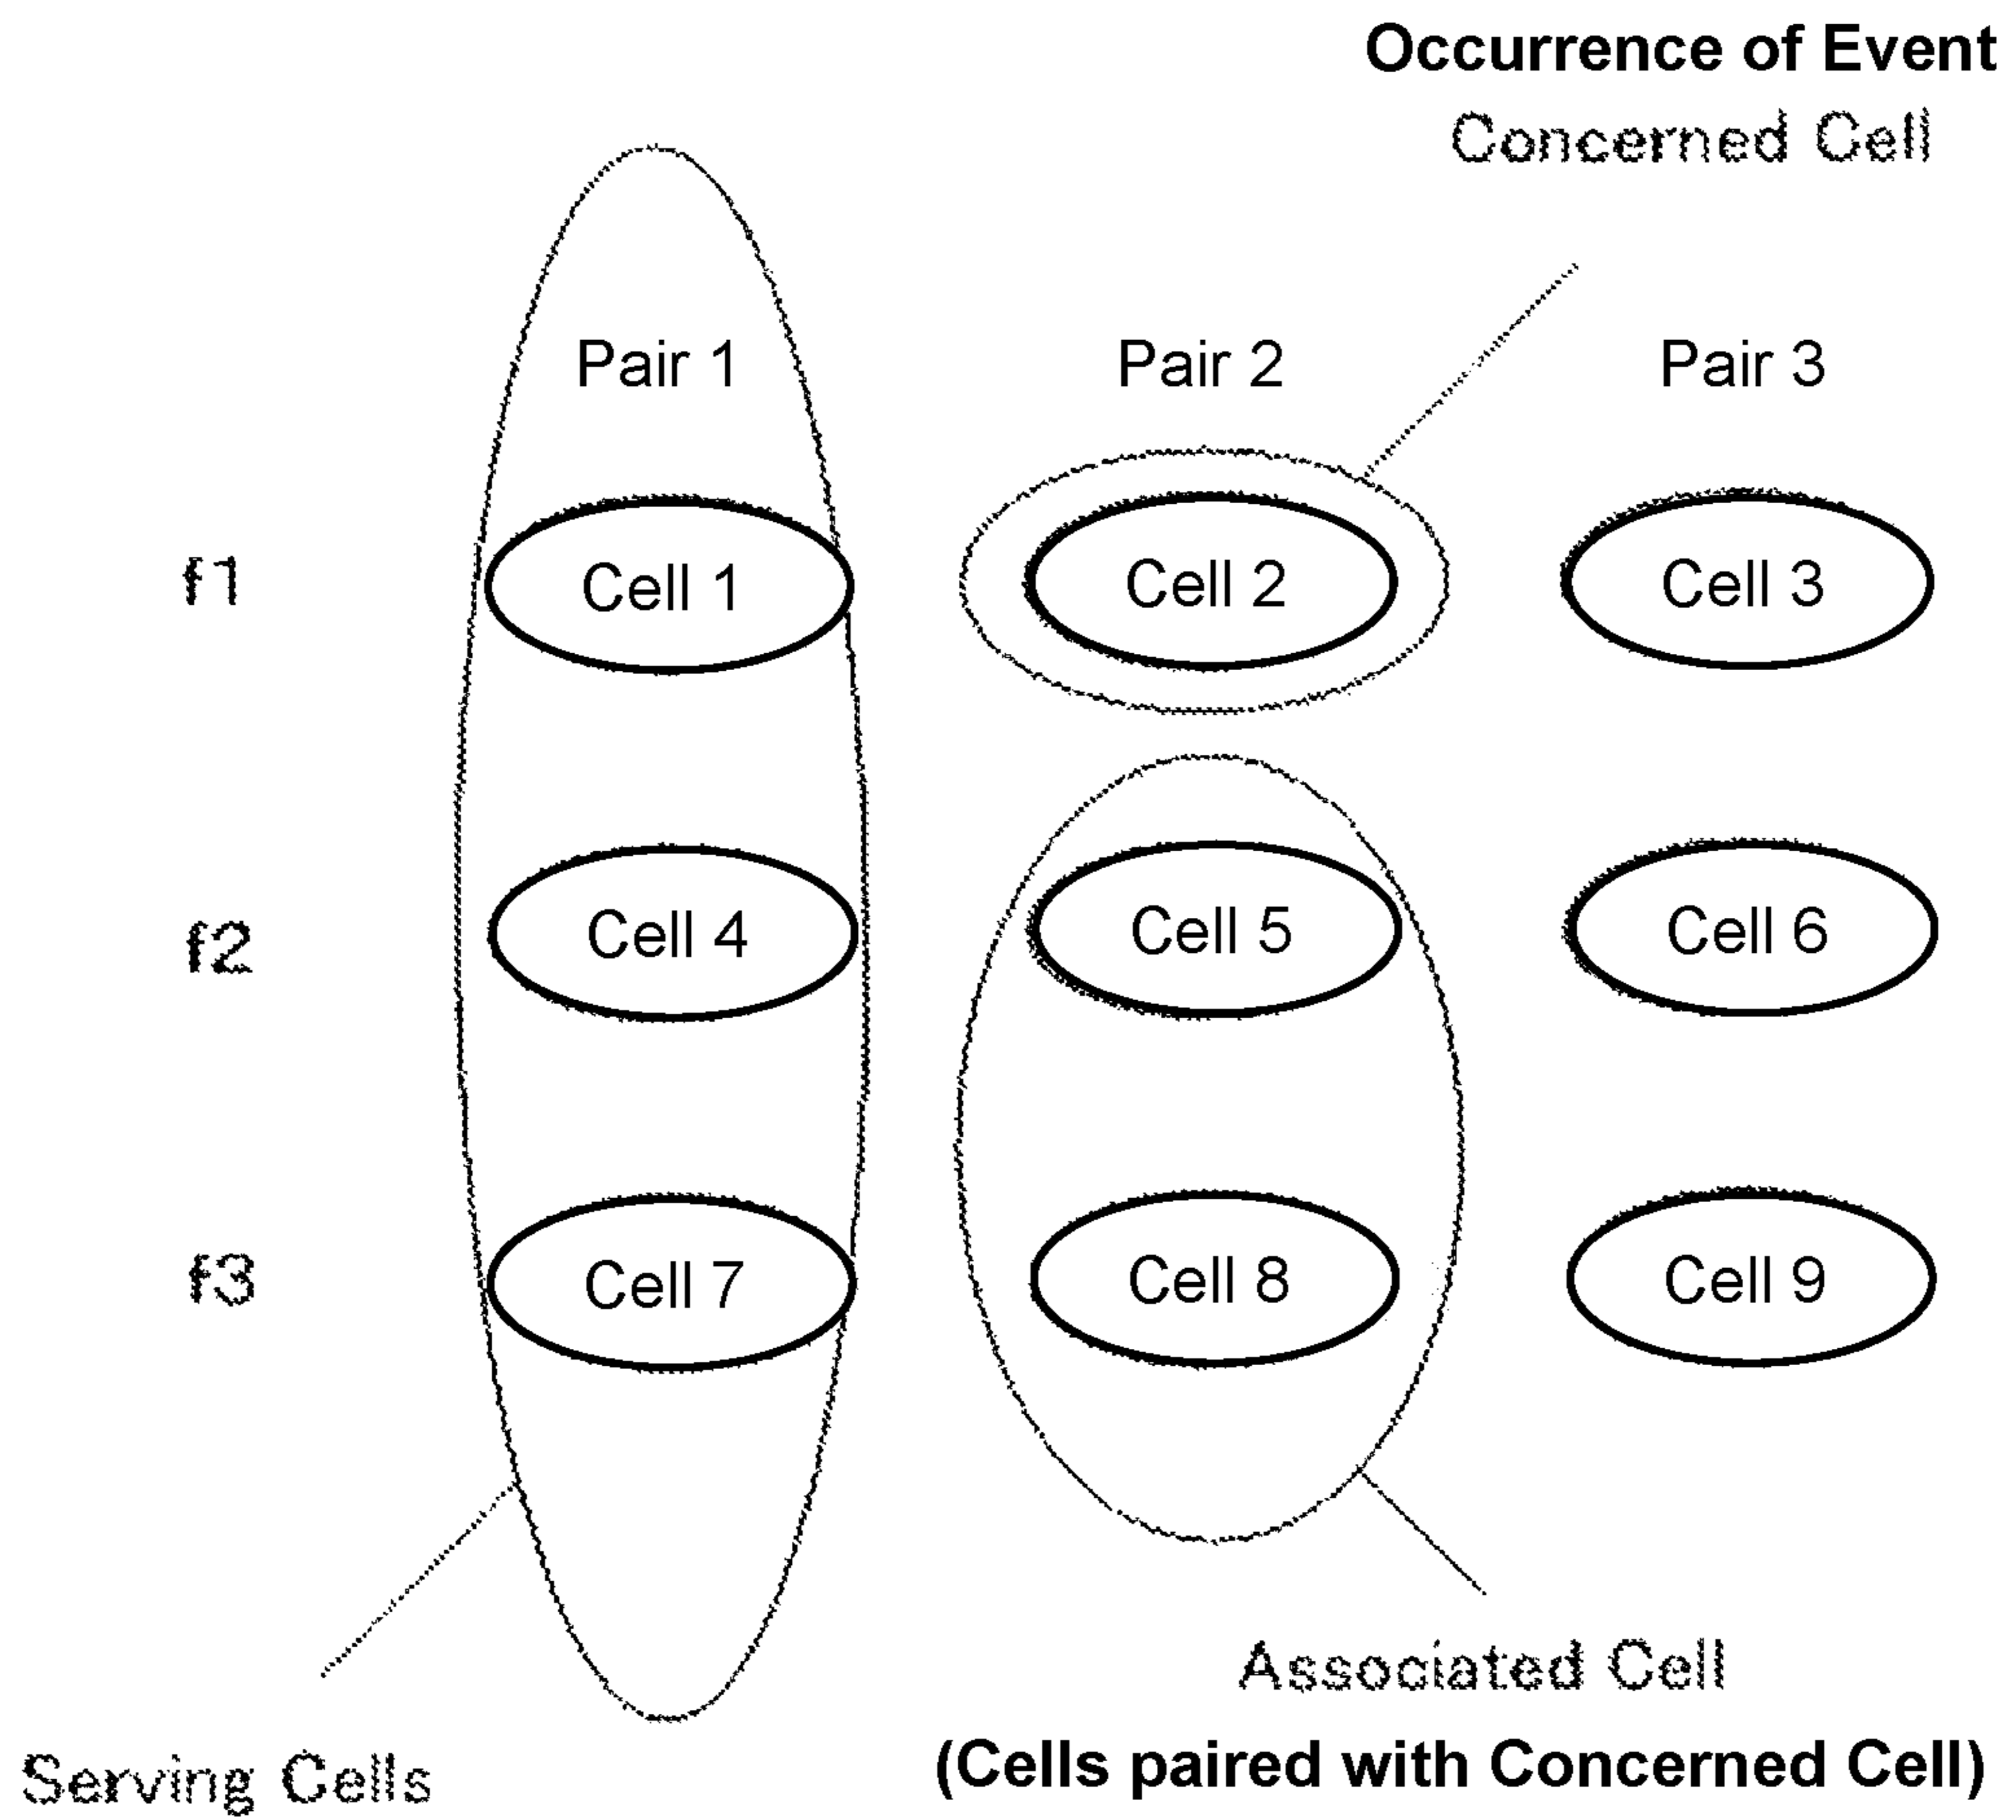 Occurrence of Event
Concerned Cell
Pair 1 Pair 2 Pair 3
f1 Cell 1 Cell 2 Cell 3
f2 Cell 4 Cell 5 Cell 6
f3 Cell 7 Cell 8 Cell 9
Associated Cell
(Cells paired with Concerned Cell)
Serving Cells